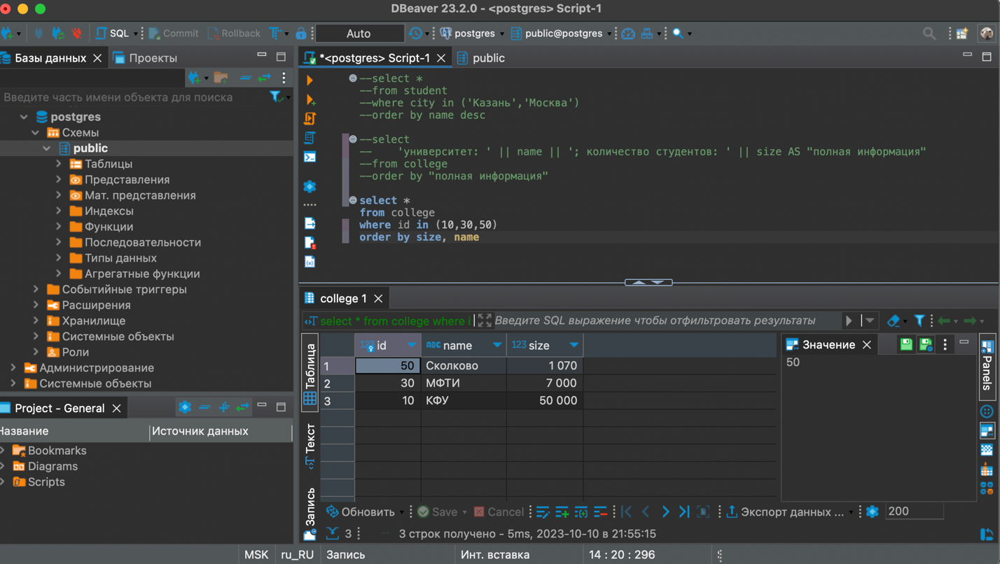 DBeaver 23.2.0 - <postgres> Script-1
SQL
Commit
Rollback
Auto
postgres
public@postgres
Базы данных
Проекты
Введите часть имени объекта для поиска
postgres
Схемы
public
Таблицы
Представления
Мат. представления
Индексы
Функции
Последовательности
Типы данных
Агрегатные функции
Событийные триггеры
Расширения
Хранилище
Системные объекты
Роли
Администрирование
Системные объекты
Project - General
Название
Источник данных
Bookmarks
Diagrams
Scripts
*<postgres> Script-1
public
--select *
--from student
--where city in ('Казань','Москва')
--order by name desc
--select
--    'университет: ' || name || '; количество студентов: ' || size AS "полная информация"
--from college
--order by "полная информация"
select *
from college
where id in (10,30,50)
order by size, name
college 1
select * from college where i
Введите SQL выражение чтобы отфильтровать результаты
Таблица
Текст
Запись
123 id
ABC name
123 size
1 50 Сколково 1 070
2 30 МФТИ 7 000
3 10 КФУ 50 000
Значение
50
Panels
Обновить
Save
Cancel
Экспорт данных ...
200
3
3 строк получено - 5ms, 2023-10-10 в 21:55:15
MSK
ru_RU
Запись
Инт. вставка
14 : 20 : 296